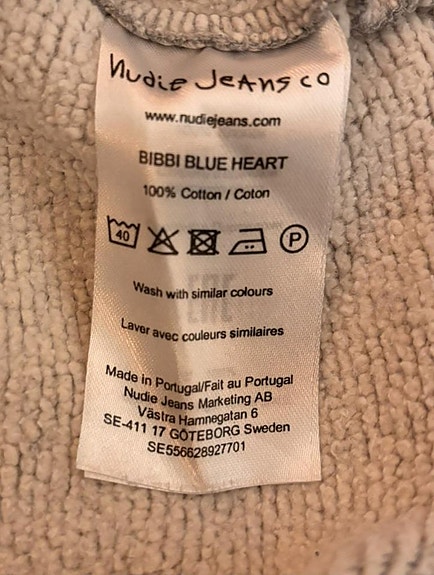 Nudie Jeans co
www.nudiejeans.com
BIBBI BLUE HEART
100% Cotton / Coton
40 P
Wash with similar colours
Laver avec couleurs similaires
Made in Portugal/Fait au Portugal
Nudie Jeans Marketing AB
Västra Hamnegatan 6
SE-411 17 GÖTEBORG Sweden
SE556628927701